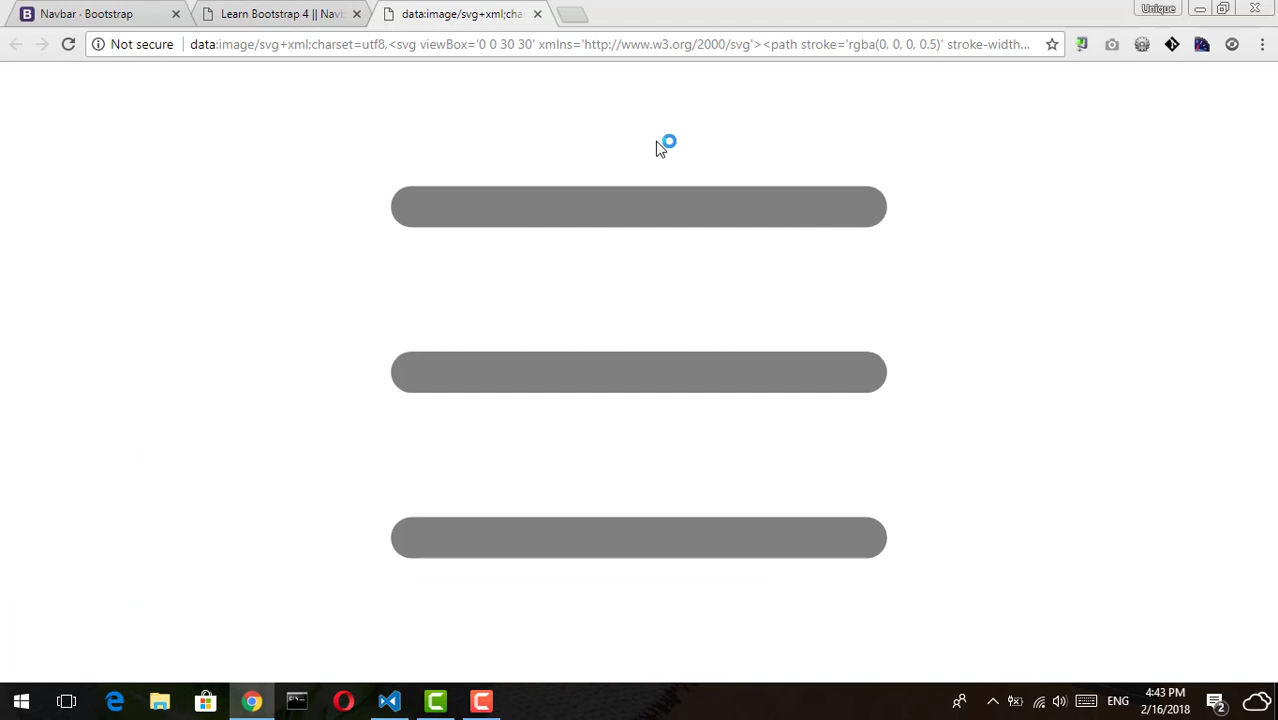 Navbar · Bootstrap
Learn Bootstrap 4 || Navb
data:image/svg+xml;cha
Unique
Not secure
data:image/svg+xml;charset=utf8,<svg viewBox='0 0 30 30' xmlns='http://www.w3.org/2000/svg'><path stroke='rgba(0, 0, 0, 0.5)' stroke-width...
ENG
4:43 PM
2/16/2018
2